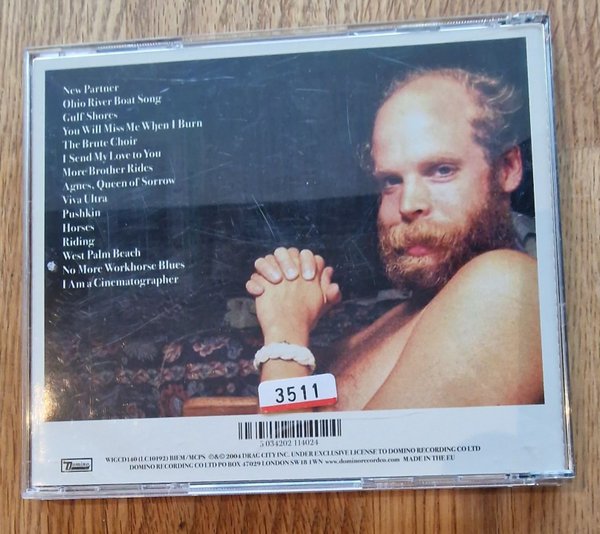 New Partner
Ohio River Boat Song
Gulf Shores
You Will Miss Me When I Burn
The Brute Choir
I Send My Love to You
More Brother Rides
Agnes, Queen of Sorrow
Viva Ultra
Pushkin
Horses
Riding
West Palm Beach
No More Workhorse Blues
I Am a Cinematographer
3511
5 034202 114024
Domino
WIGCD140 (LC10192) BIEM/MCPS ©&℗ 2004 DRAG CITY INC. UNDER EXCLUSIVE LICENSE TO DOMINO RECORDING CO LTD
DOMINO RECORDING CO LTD PO BOX 47029 LONDON SW18 1WN www.dominorecordco.com MADE IN THE EU